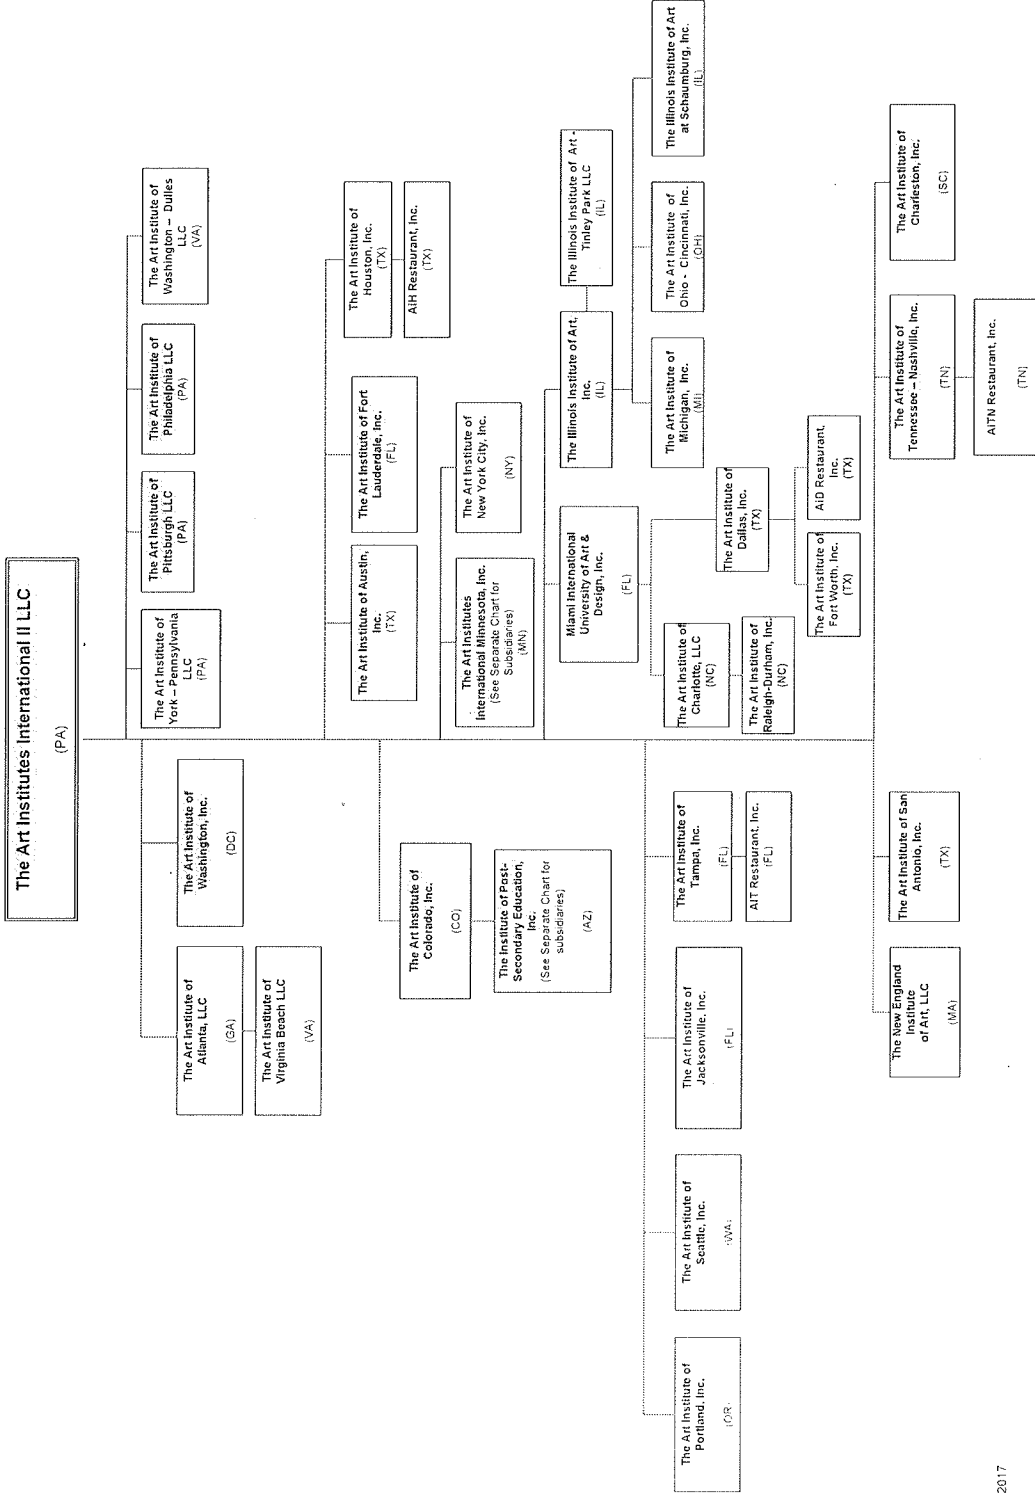 The Art Institutes International II LLC
(PA)
The Art Institute of
Atlanta, LLC
(GA)
The Art Institute of
Virginia Beach LLC
(VA)
The Art Institute of
Washington, Inc.
(DC)
The Art Institute of
York – Pennsylvania
LLC
(PA)
The Art Institute of
Pittsburgh LLC
(PA)
The Art Institute of
Philadelphia LLC
(PA)
The Art Institute of
Washington – Dulles
LLC
(VA)
The Art Institute of
Colorado, Inc.
(CO)
The Institute of Post-
Secondary Education,
Inc.
(See Separate Chart for
subsidiaries)
(AZ)
The Art Institute of Austin,
Inc.
(TX)
The Art Institute of Fort
Lauderdale, Inc.
(FL)
The Art Institute of
Houston, Inc.
(TX)
AiH Restaurant, Inc.
(TX)
The Art Institutes
International Minnesota, Inc.
(See Separate Chart for
Subsidiaries)
(MN)
The Art Institute of
New York City, Inc.
(NY)
Miami International
University of Art &
Design, Inc.
(FL)
The Illinois Institute of Art,
Inc.
(IL)
The Illinois Institute of Art -
Tinley Park LLC
(IL)
The Art Institute of
Michigan, Inc.
(MI)
The Art Institute of
Ohio - Cincinnati, Inc.
(OH)
The Illinois Institute of Art
at Schaumburg, Inc.
(IL)
The Art Institute of
Charlotte, LLC
(NC)
The Art Institute of
Raleigh-Durham, Inc.
(NC)
The Art Institute of
Dallas, Inc.
(TX)
The Art Institute of
Fort Worth, Inc.
(TX)
AiD Restaurant,
Inc.
(TX)
The Art Institute of
Portland, Inc.
(OR)
The Art Institute of
Seattle, Inc.
(WA)
The Art Institute of
Jacksonville, Inc.
(FL)
The Art Institute of
Tampa, Inc.
(FL)
AIT Restaurant, Inc.
(FL)
The New England
Institute
of Art, LLC
(MA)
The Art Institute of San
Antonio, Inc.
(TX)
The Art Institute of
Tennessee – Nashville, Inc.
(TN)
AITN Restaurant, Inc.
(TN)
The Art Institute of
Charleston, Inc.
(SC)
2017